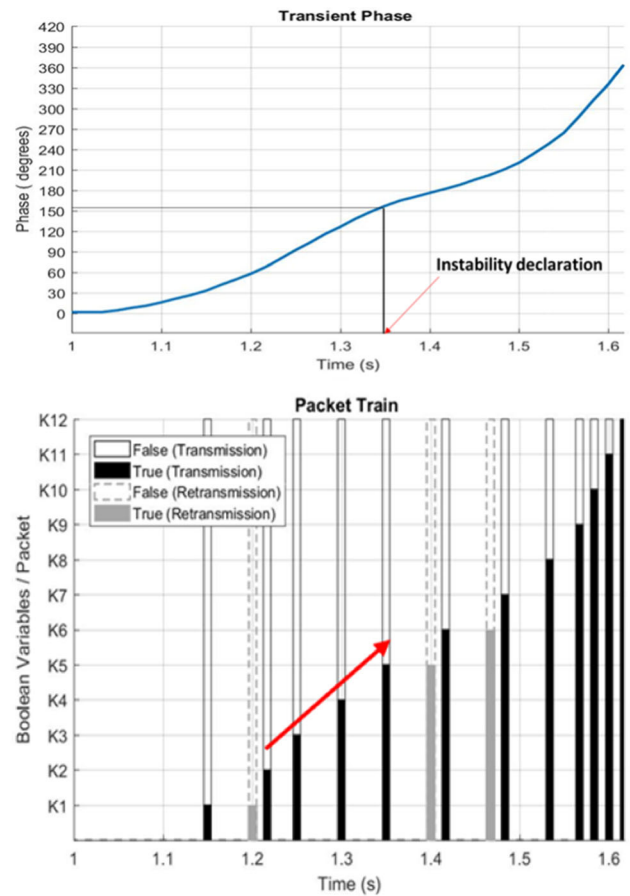 Transient Phase
420
390
360
330
300
270
240
210
180
150
120
90
60
30
0
Phase ( degrees)
Instability declaration
1
1.1
1.2
1.3
1.4
1.5
1.6
Time (s)
Packet Train
K12
K11
K10
K9
K8
K7
K6
K5
K4
K3
K2
K1
Boolean Variables / Packet
False (Transmission)
True (Transmission)
False (Retransmission)
True (Retransmission)
1
1.1
1.2
1.3
1.4
1.5
1.6
Time (s)